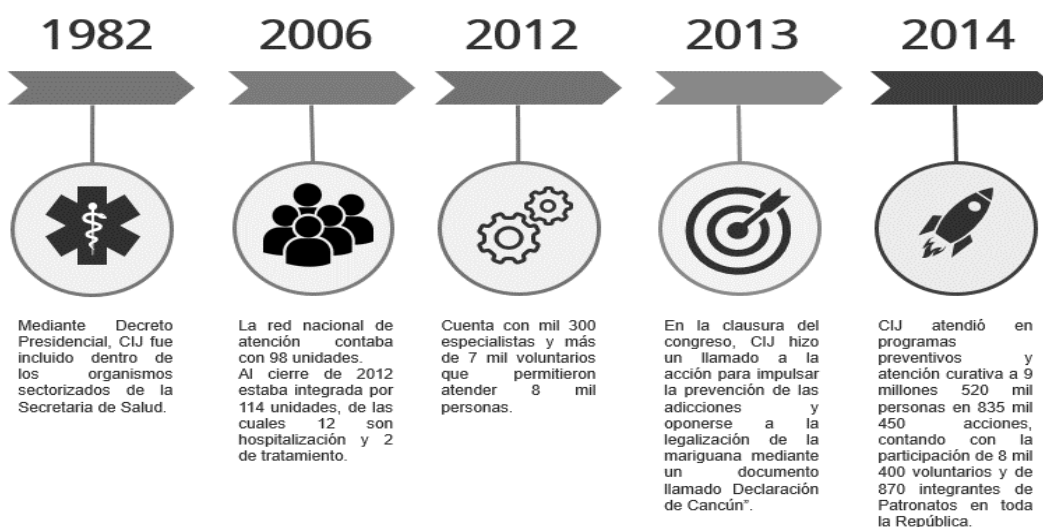 1982
2006
2012
2013
2014
Mediante Decreto
Presidencial, CIJ fue
incluido dentro de
los organismos
sectorizados de la
Secretaria de Salud.
La red nacional de
atención contaba
con 98 unidades.
Al cierre de 2012
estaba integrada por
114 unidades, de las
cuales 12 son
hospitalización y 2
de tratamiento.
Cuenta con mil 300
especialistas y más
de 7 mil voluntarios
que permitieron
atender 8 mil
personas.
En la clausura del
congreso, CIJ hizo
un llamado a la
acción para impulsar
la prevención de las
adicciones y
oponerse a la
legalización de la
mariguana mediante
un documento
llamado Declaración
de Cancún”.
CIJ atendió en
programas
preventivos y
atención curativa a 9
millones 520 mil
personas en 835 mil
450 acciones,
contando con la
participación de 8 mil
400 voluntarios y de
870 integrantes de
Patronatos en toda
la República.